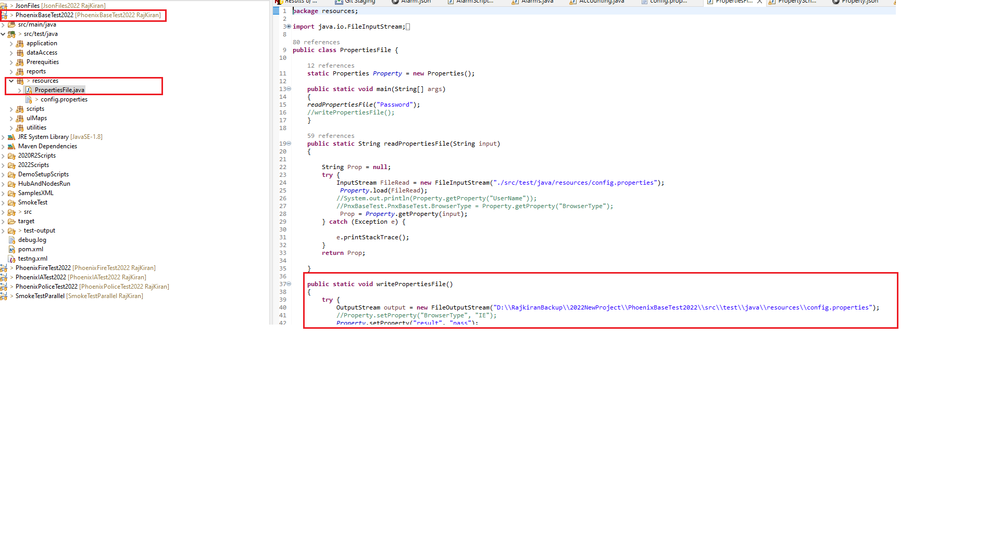 > JsonFiles [JsonFiles2022 RajKiran]
> PhoenixBaseTest2022 [PhoenixBaseTest2022 RajKiran]
src/main/java
> src/test/java
application
dataAccess
Prerequities
reports
> resources
PropertiesFile.java
> config.properties
scripts
uIMaps
utilities
JRE System Library [JavaSE-1.8]
Maven Dependencies
2020R2Scripts
2022Scripts
DemoSetupScripts
HubAndNodesRun
SamplesXML
SmokeTest
> src
target
> test-output
debug.log
pom.xml
testng.xml
> PhoenixFireTest2022 [PhoenixFireTest2022 RajKiran]
> PhoenixIATest2022 [PhoenixIATest2022 RajKiran]
> PhoenixPoliceTest2022 [PhoenixPoliceTest2022 RajKiran]
> SmokeTestParallel [SmokeTestParallel RajKiran]
Results of ... Git Staging Alarm.json AlarmScript... Alarms.java Accounting.java config.prop... PropertiesFi... PropertyScri... Property.json
1 package resources;
2
3 import java.io.FileInputStream;
8
80 references
9 public class PropertiesFile {
10
12 references
11 static Properties Property = new Properties();
12
13 public static void main(String[] args)
14 {
15 readPropertiesFile("Password");
16 //writePropertiesFile();
17 }
18
59 references
19 public static String readPropertiesFile(String input)
20 {
21
22 String Prop = null;
23 try {
24 InputStream FileRead = new FileInputStream("./src/test/java/resources/config.properties");
25 Property.load(FileRead);
26 //System.out.println(Property.getProperty("UserName"));
27 //PnxBaseTest.PnxBaseTest.BrowserType = Property.getProperty("BrowserType");
28 Prop = Property.getProperty(input);
29 } catch (Exception e) {
30
31 e.printStackTrace();
32 }
33 return Prop;
34
35 }
36
37 public static void writePropertiesFile()
38 {
39 try {
40 OutputStream output = new FileOutputStream("D:\\RajkiranBackup\\2022NewProject\\PhoenixBaseTest2022\\src\\test\\java\\resources\\config.properties");
41 //Property.setProperty("BrowserType", "IE");
42 Property.setProperty("result", "pass");